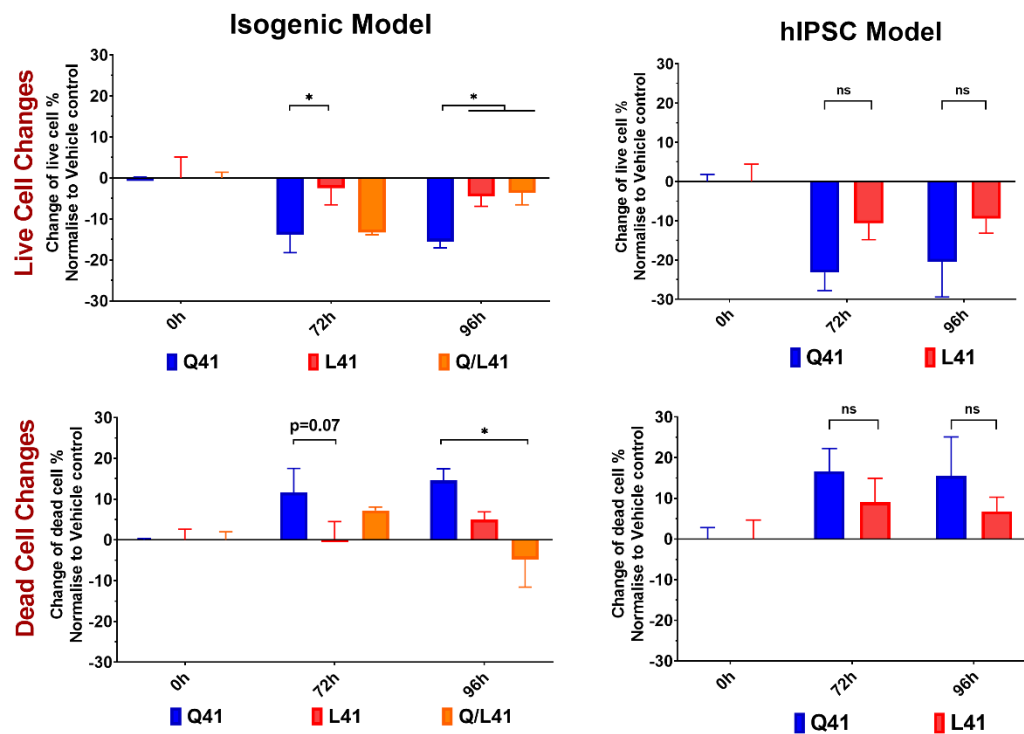 Isogenic Model
hIPSC Model
Live Cell Changes
Change of live cell %
Normalise to Vehicle control
30
20
10
0
-10
-20
-30
*
*
0h
72h
96h
Q41
L41
Q/L41
Change of live cell %
Normalise to Vehicle control
30
20
10
0
-10
-20
-30
ns
ns
0h
72h
96h
Q41
L41
Dead Cell Changes
Change of dead cell %
Normalise to Vehicle control
30
20
10
0
-10
-20
-30
p=0.07
*
0h
72h
96h
Q41
L41
Q/L41
Change of dead cell %
Normalise to Vehicle control
30
20
10
0
-10
-20
-30
ns
ns
0h
72h
96h
Q41
L41